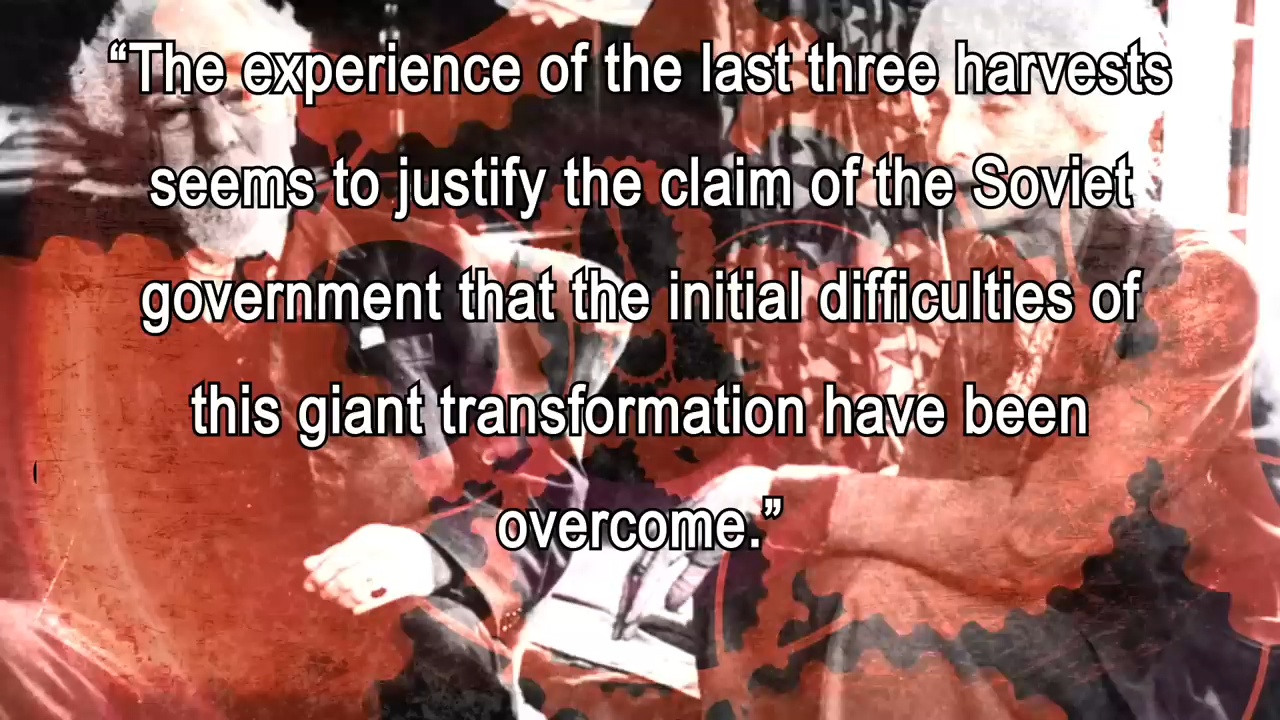 “The experience of the last three harvests
seems to justify the claim of the Soviet
government that the initial difficulties of
this giant transformation have been
overcome.”